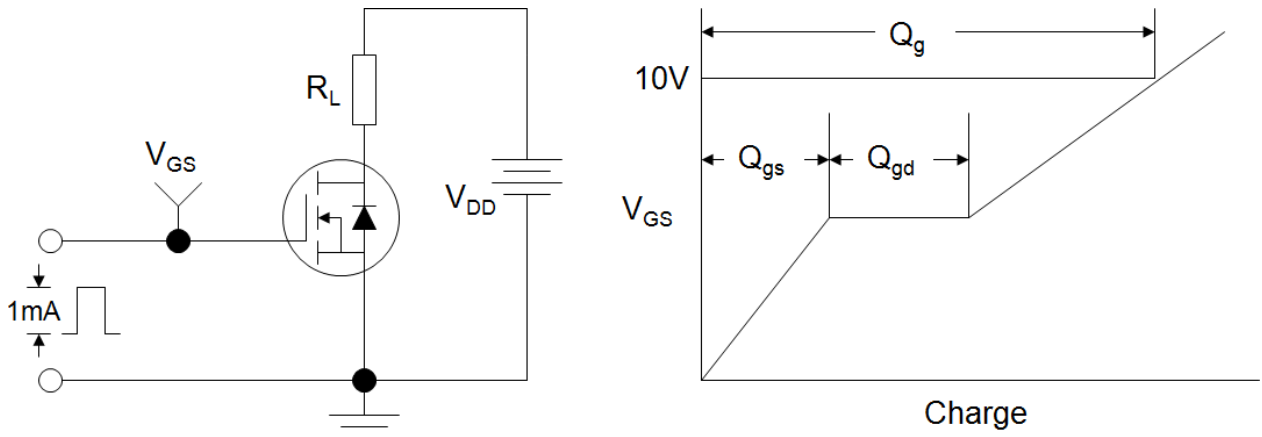 R_L
V_GS
V_DD
1mA
Q_g
10V
Q_gs
Q_gd
V_GS
Charge